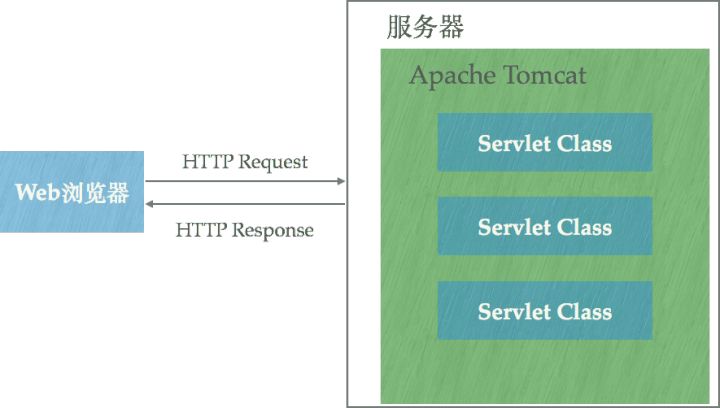 服务器
Apache Tomcat
Servlet Class
HTTP Request
Web浏览器
Servlet Class
HTTP Response
Servlet Class